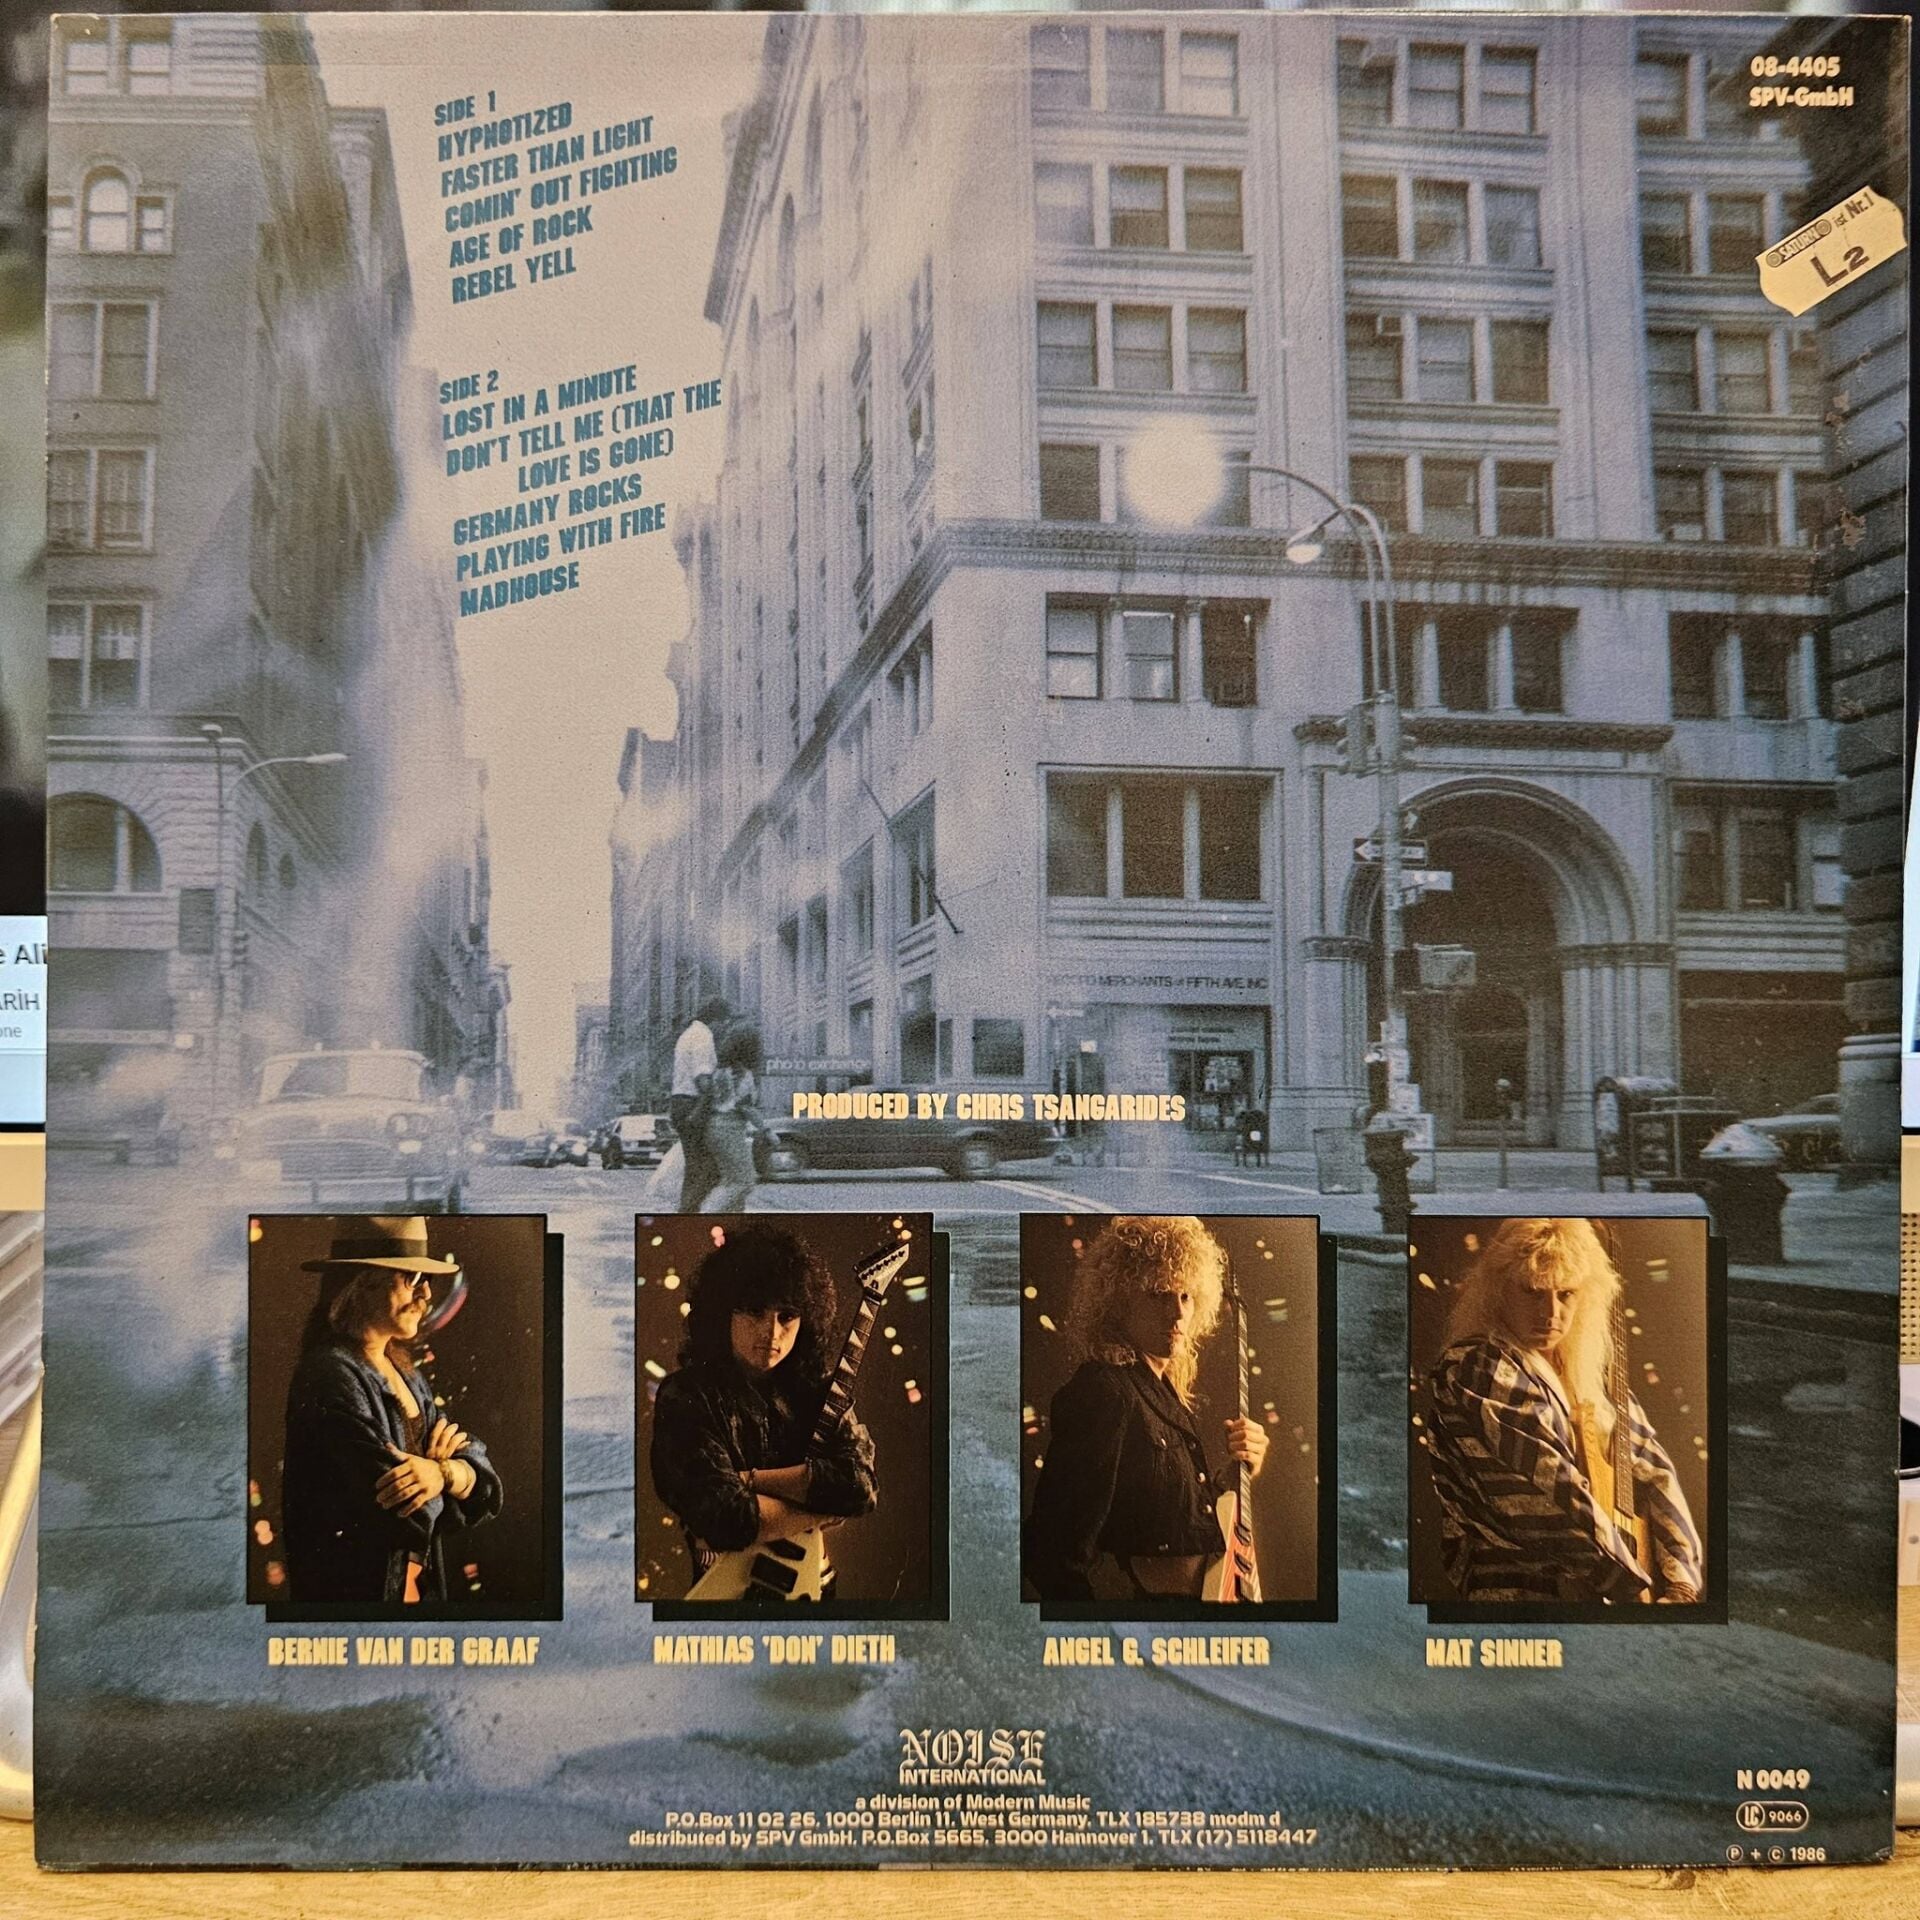 SIDE 1
HYPNOTIZED
FASTER THAN LIGHT
COMIN' OUT FIGHTING
AGE OF ROCK
REBEL YELL
SIDE 2
LOST IN A MINUTE
DON'T TELL ME (THAT THE
LOVE IS GONE)
GERMANY ROCKS
PLAYING WITH FIRE
MADHOUSE
08-4405
SPV-GmbH
SATURN ist Nr.1
L2
MERCHANTS of FIFTH AVE. INC
photo exchange
PRODUCED BY CHRIS TSANGARIDES
BERNIE VAN DER GRAAF
MATHIAS 'DON' DIETH
ANGEL G. SCHLEIFER
MAT SINNER
NOISE
INTERNATIONAL
a division of Modern Music
P.O.Box 11 02 26, 1000 Berlin 11, West Germany, TLX 185738 modm d
distributed by SPV GmbH, P.O.Box 5665, 3000 Hannover 1, TLX (17) 5118447
N 0049
LC 9066
Ⓟ + © 1986
e Ali
ARİH
one